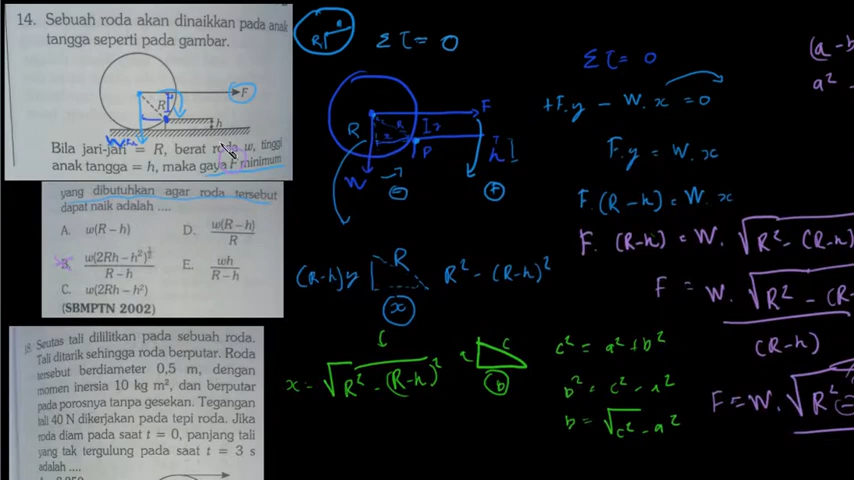 14. Sebuah roda akan dinaikkan pada anak
tangga seperti pada gambar.
R
F
h
W
Bila jari-jari = R, berat roda w, tinggi
anak tangga = h, maka gaya F minimum
yang dibutuhkan agar roda tersebut
dapat naik adalah ....
A. w(R – h)
B. w(2Rh – h²)^½ / R – h
C. w(2Rh – h²)
D. w(R – h) / R
E. wh / R – h
(SBMPTN 2002)
18. Seutas tali dililitkan pada sebuah roda.
Tali ditarik sehingga roda berputar. Roda
tersebut berdiameter 0,5 m, dengan
momen inersia 10 kg m², dan berputar
pada porosnya tanpa gesekan. Tegangan
tali 40 N dikerjakan pada tepi roda. Jika
roda diam pada saat t = 0, panjang tali
yang tak tergulung pada saat t = 3 s
adalah ....
Στ = 0
R
F
R
x
P
h
W
(R-h) y
R
x
R² - (R-h)²
x = √R² - (R-h)²
a
c
b
c² = a² + b²
b² = c² - a²
b = √c² - a²
Στ = 0
+F.y - W.x = 0
F.y = W.x
F.(R-h) = W.x
F. (R-h) = W. √R² - (R-h)
F = W. √R² - (R-
(R-h)
F = W. √R²
(a-b
a²